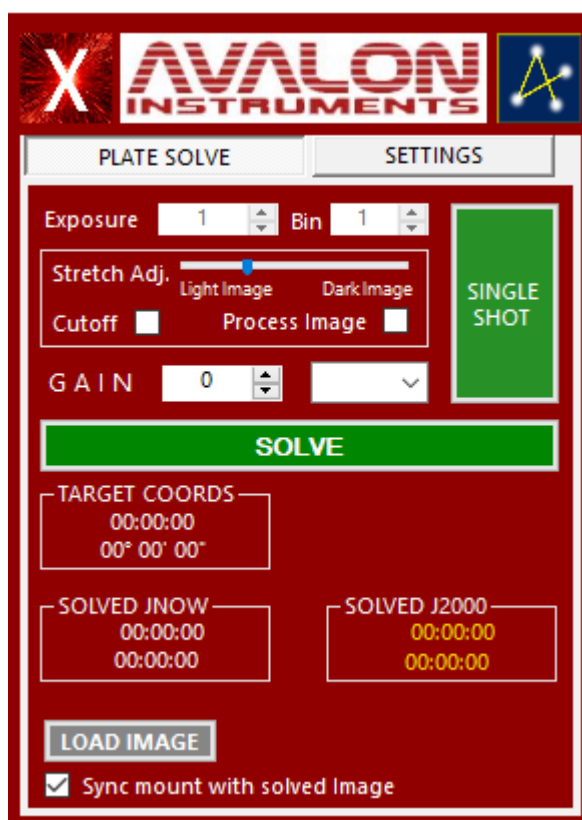 X AVALON
INSTRUMENTS
PLATE SOLVE SETTINGS
Exposure 1 Bin 1
Stretch Adj.
Light Image Dark Image
Cutoff Process Image
SINGLE
SHOT
GAIN 0
SOLVE
TARGET COORDS
00:00:00
00° 00' 00"
SOLVED JNOW
00:00:00
00:00:00
SOLVED J2000
00:00:00
00:00:00
LOAD IMAGE
Sync mount with solved Image